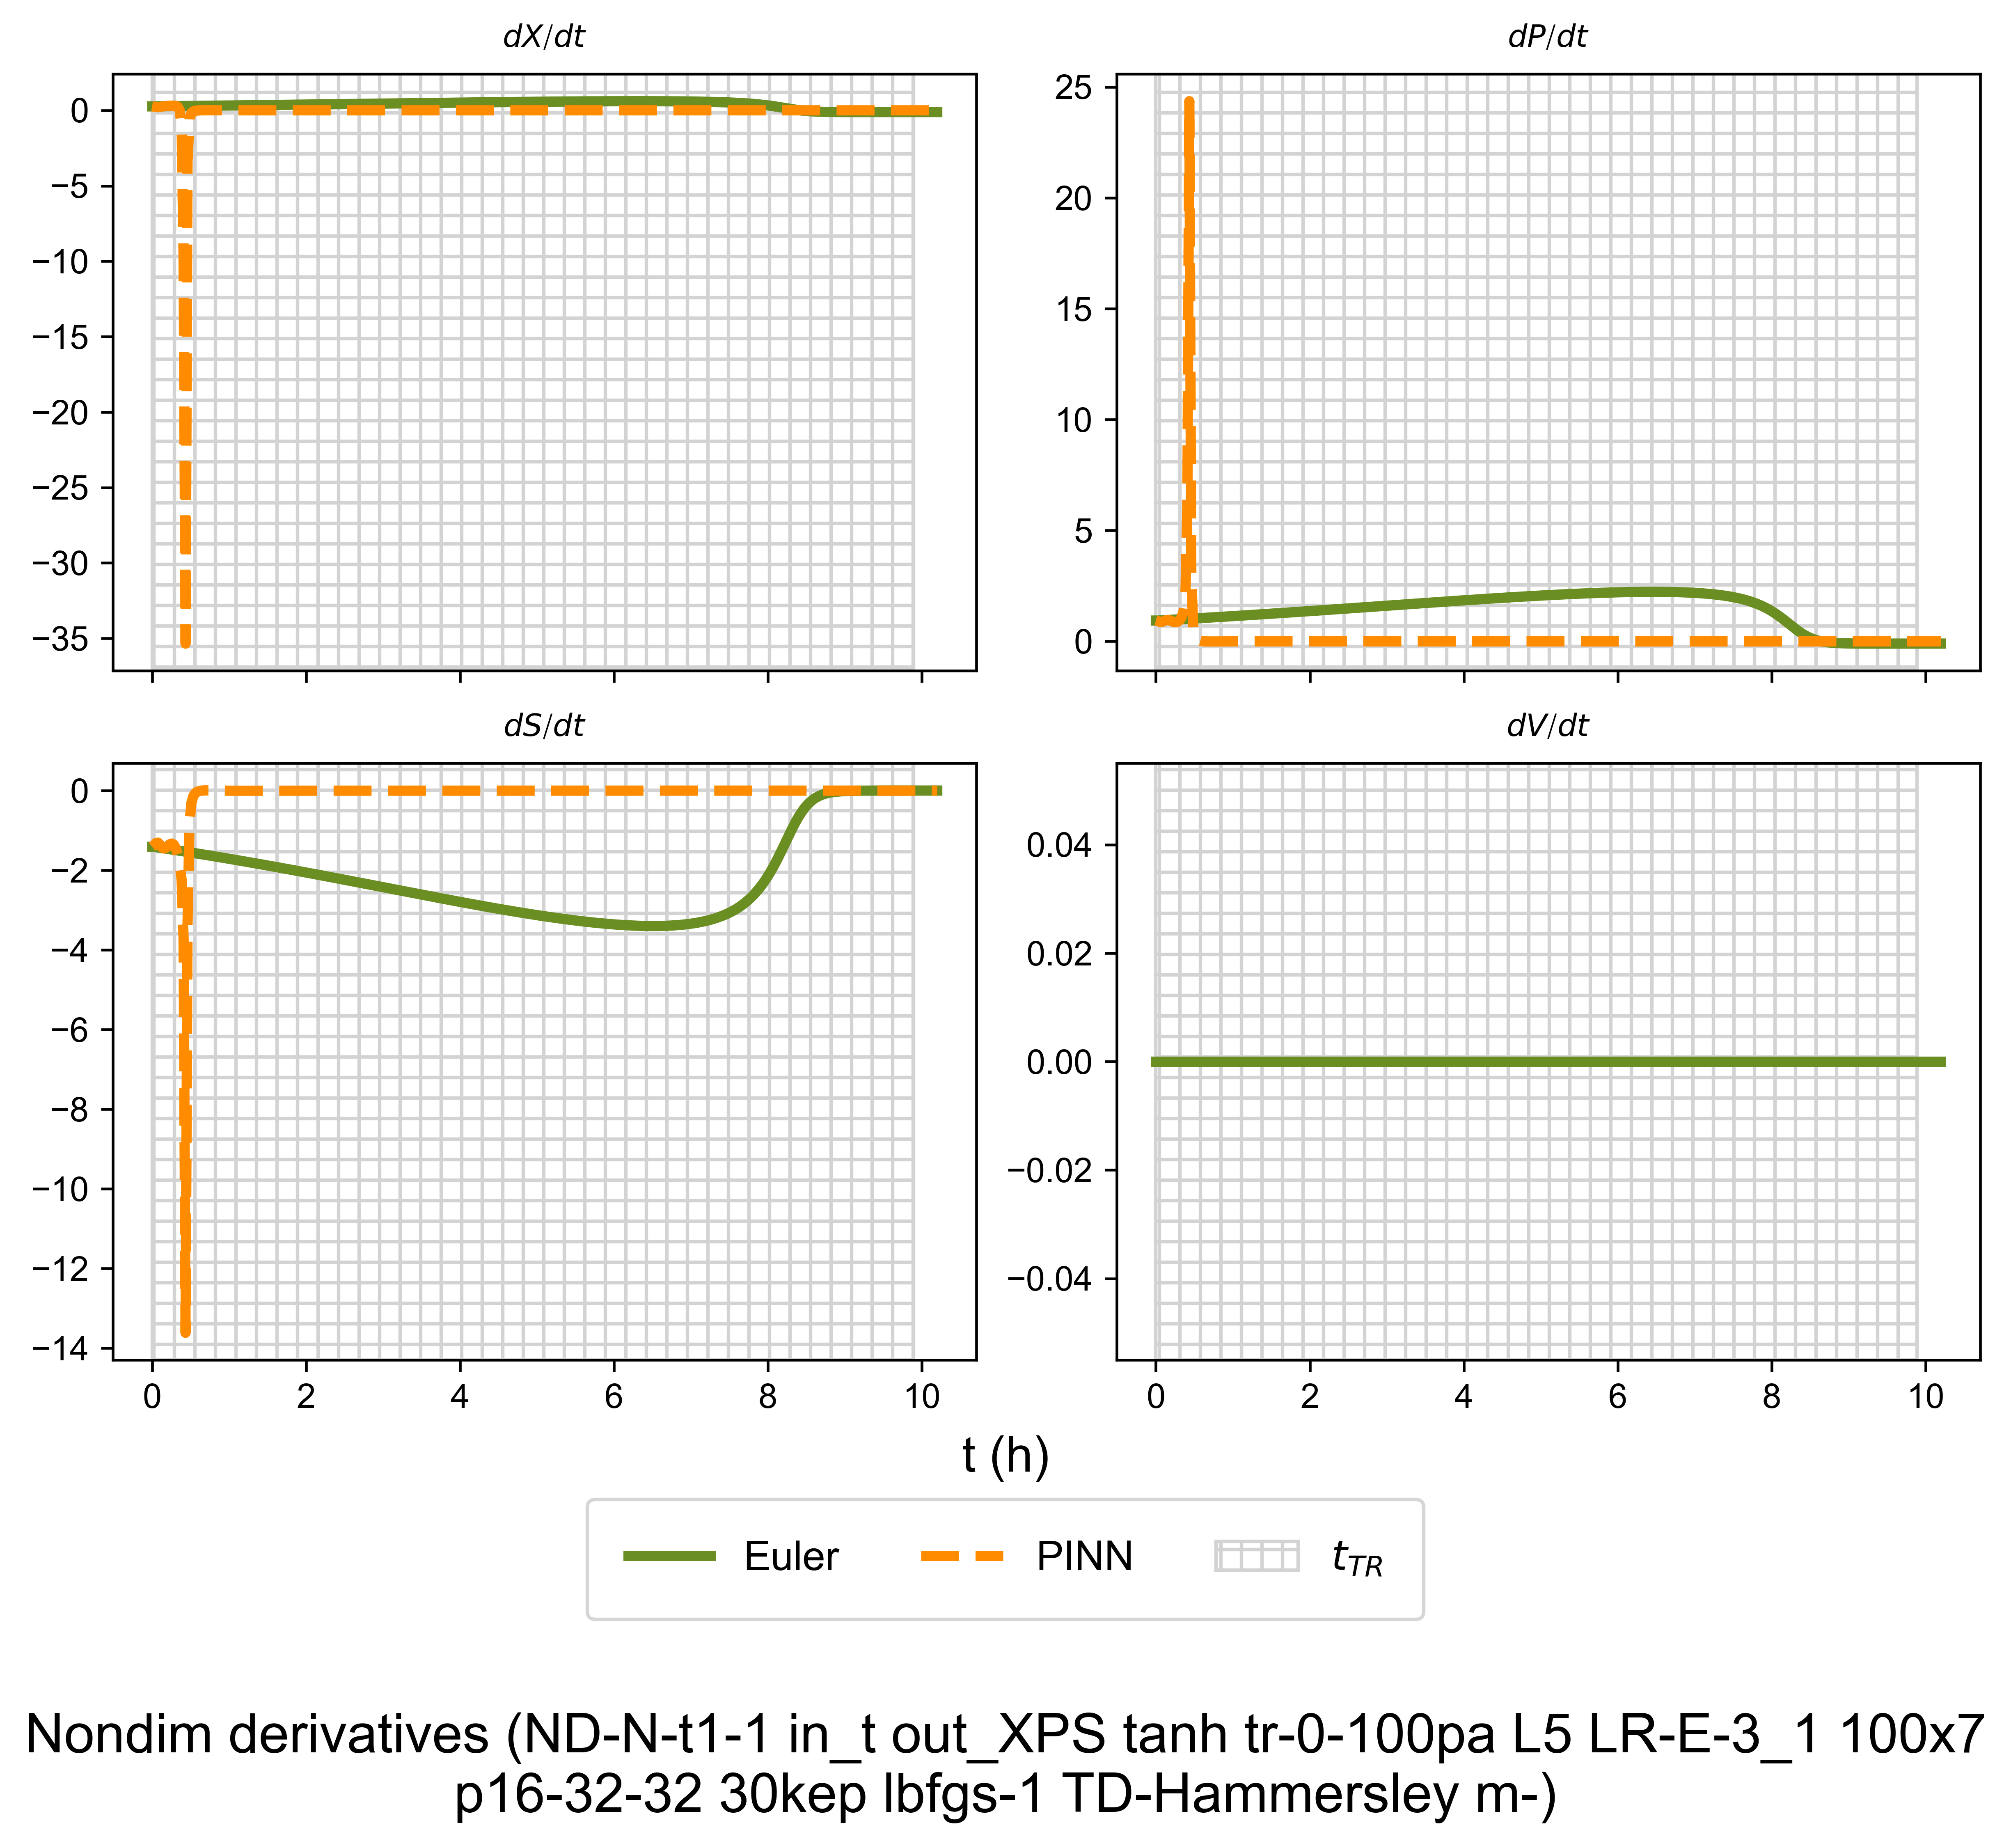 dX/dt
dP/dt
0
−5
−10
−15
−20
−25
−30
−35
25
20
15
10
5
0
dS/dt
dV/dt
0
−2
−4
−6
−8
−10
−12
−14
0.04
0.02
0.00
−0.02
−0.04
0 2 4 6 8 10
0 2 4 6 8 10
t (h)
Euler PINN t_TR
Nondim derivatives (ND-N-t1-1 in_t out_XPS tanh tr-0-100pa L5 LR-E-3_1 100x7
p16-32-32 30kep lbfgs-1 TD-Hammersley m-)